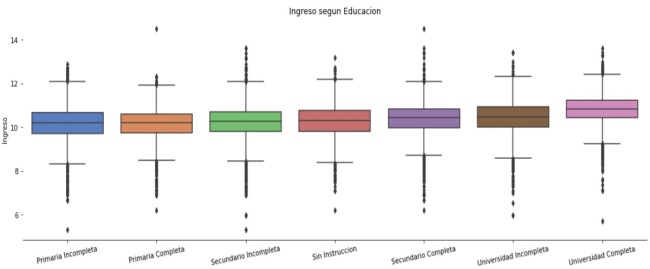 Ingreso segun Educacion
Ingreso
14
12
10
8
6
Primaria Incompleta
Primaria Completa
Secundario Incompleta
Sin Instruccion
Secundario Completa
Universidad Incompleta
Universidad Completa